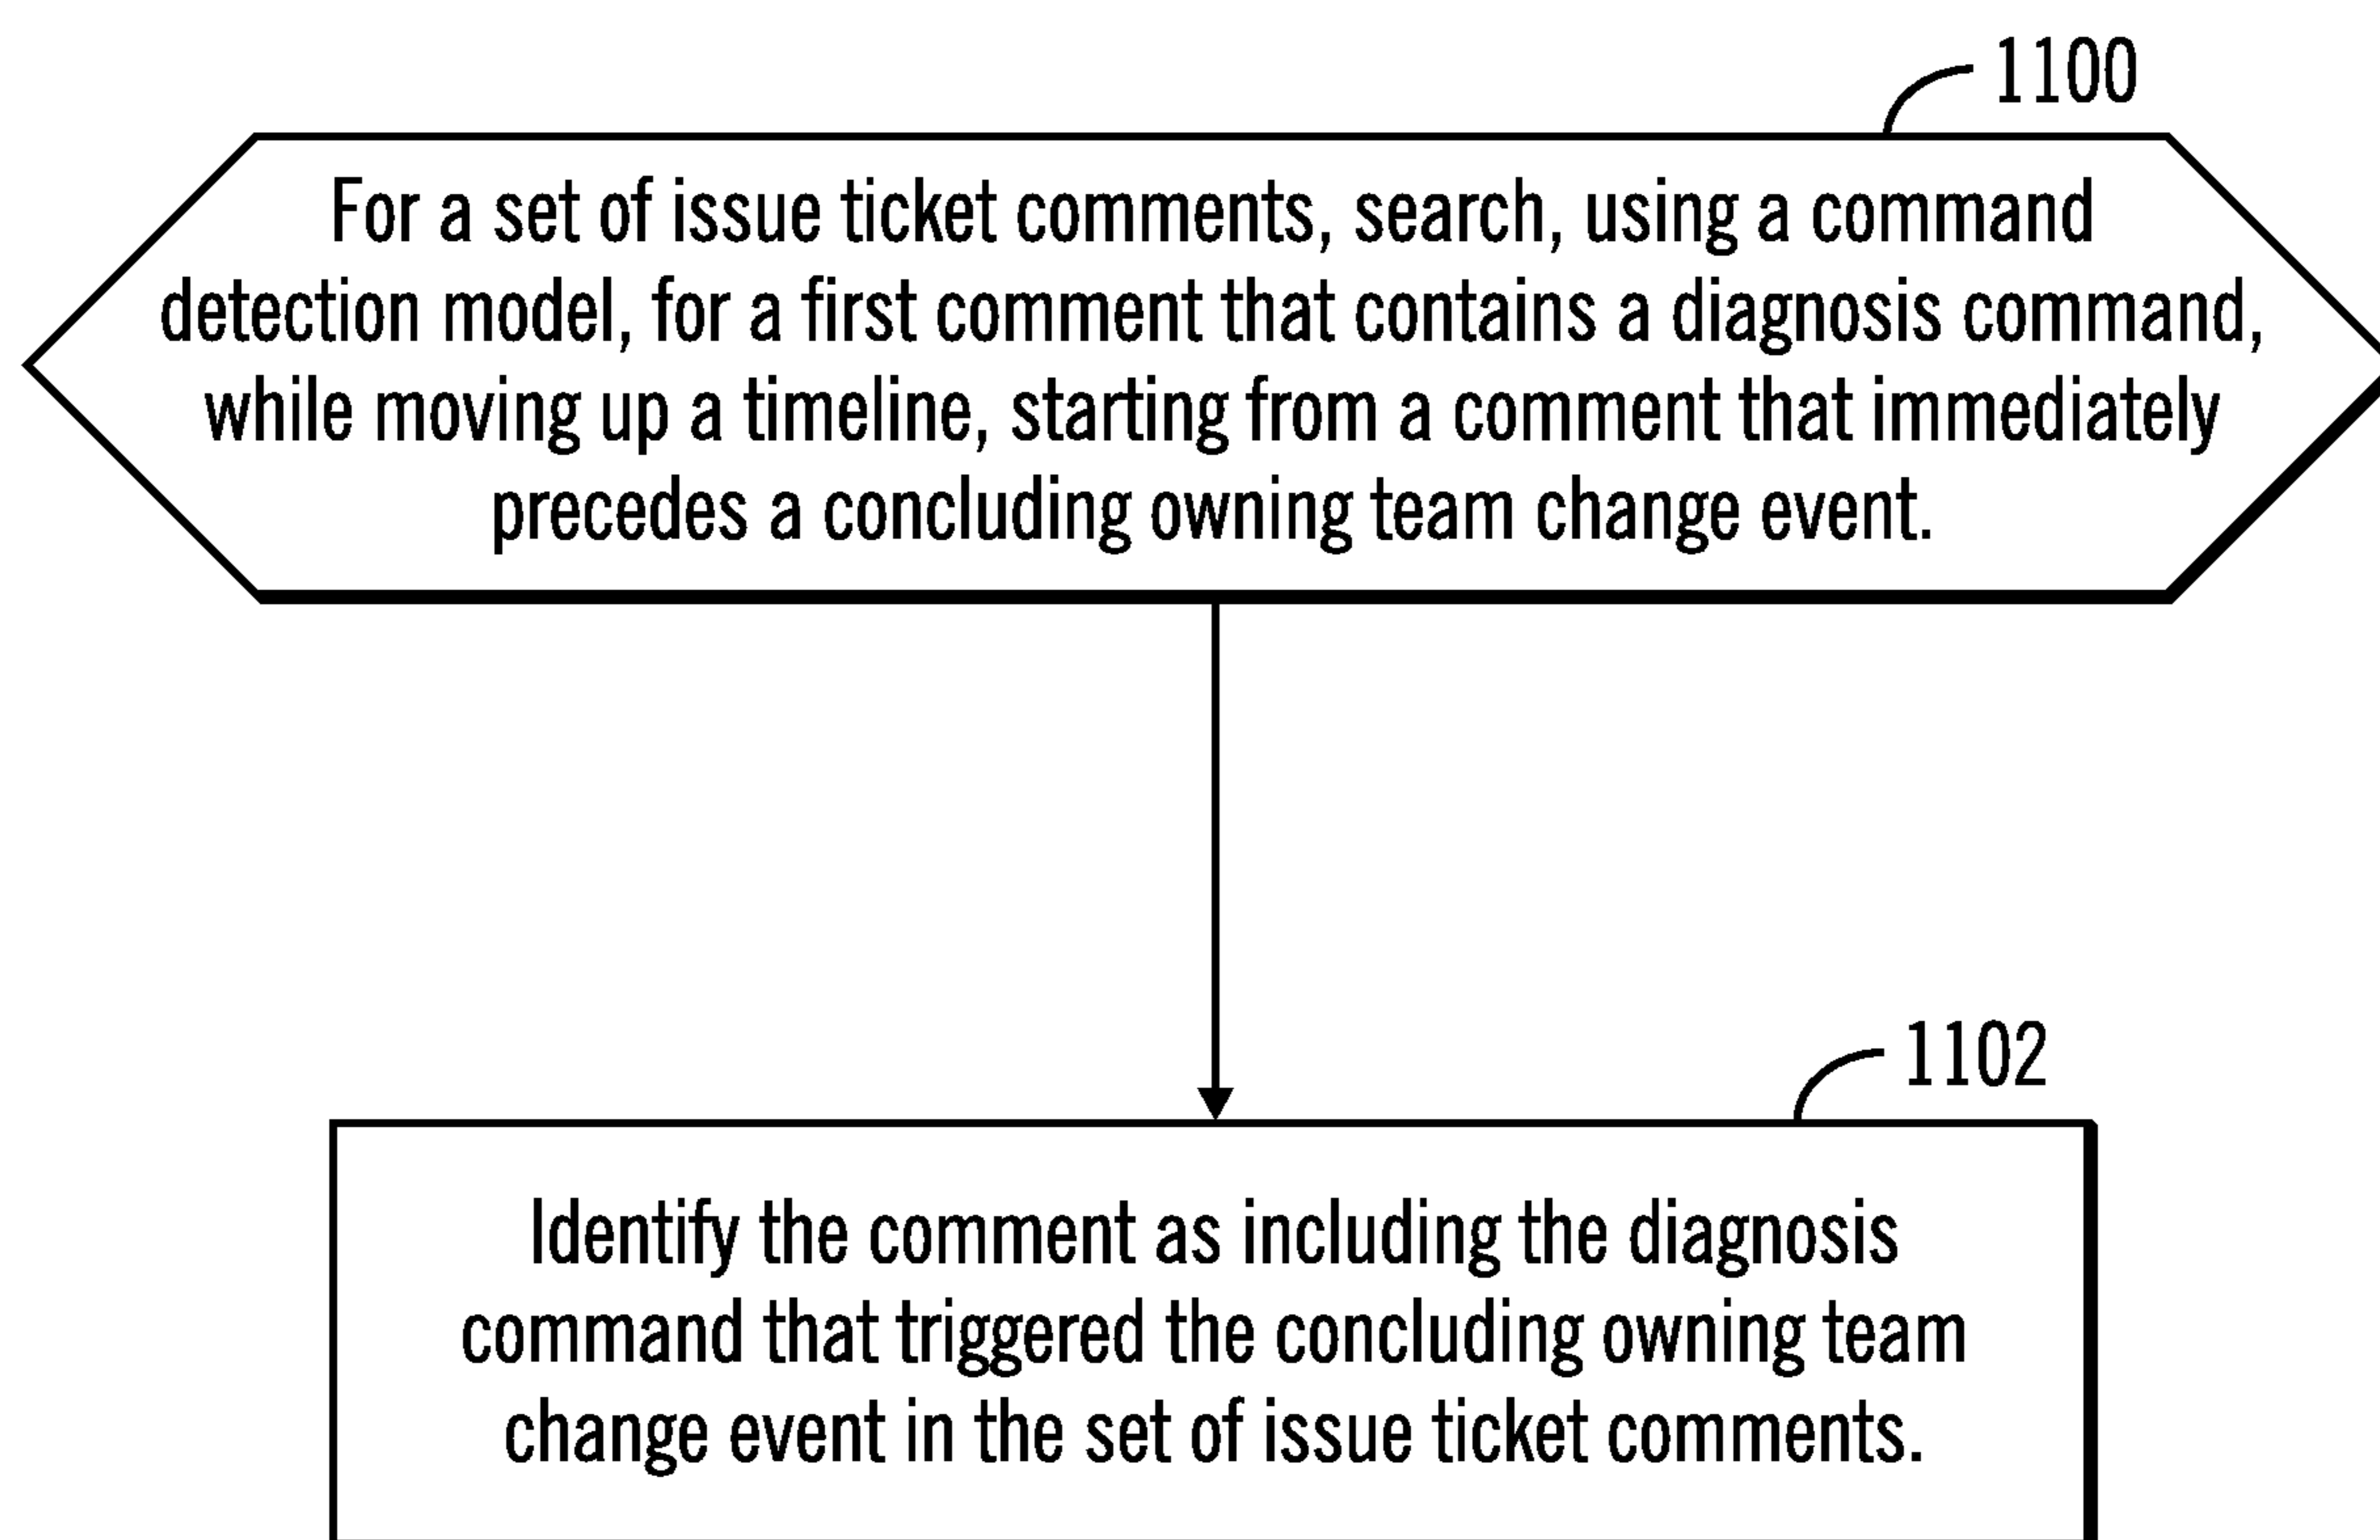 1100
For a set of issue ticket comments, search, using a command
detection model, for a first comment that contains a diagnosis command,
while moving up a timeline, starting from a comment that immediately
precedes a concluding owning team change event.
1102
Identify the comment as including the diagnosis
command that triggered the concluding owning team
change event in the set of issue ticket comments.